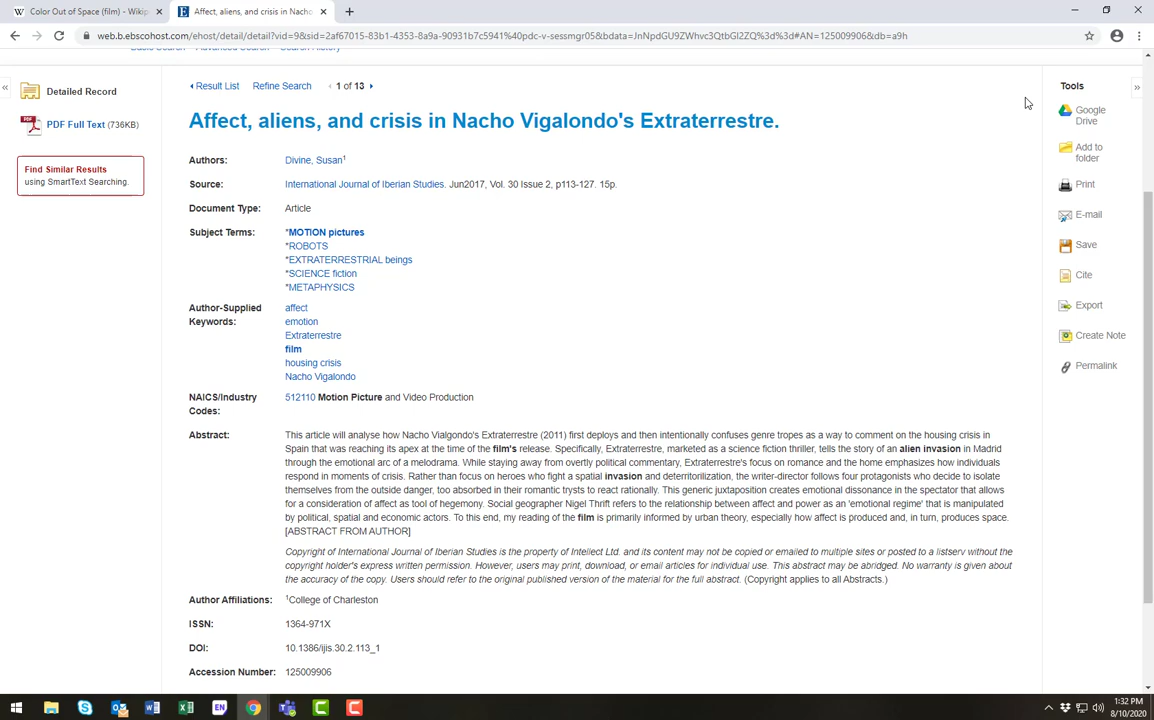 Color Out of Space (film) - Wikip
Affect, aliens, and crisis in Nacho
web.b.ebscohost.com/ehost/detail/detail?vid=9&sid=2af67015-83b1-4353-8a9a-90931b7c5941%40pdc-v-sessmgr05&bdata=JnNpdGU9ZWhvc3QtbGl2ZQ%3d%3d#AN=125009906&db=a9h
Basic Search Advanced Search Search History
Detailed Record
PDF Full Text (736KB)
Find Similar Results
using SmartText Searching.
Result List Refine Search 1 of 13
Affect, aliens, and crisis in Nacho Vigalondo's Extraterrestre.
Authors: Divine, Susan1
Source: International Journal of Iberian Studies. Jun2017, Vol. 30 Issue 2, p113-127. 15p.
Document Type: Article
Subject Terms: *MOTION pictures
*ROBOTS
*EXTRATERRESTRIAL beings
*SCIENCE fiction
*METAPHYSICS
Author-Supplied Keywords: affect
emotion
Extraterrestre
film
housing crisis
Nacho Vigalondo
NAICS/Industry Codes: 512110 Motion Picture and Video Production
Abstract: This article will analyse how Nacho Vialgondo's Extraterrestre (2011) first deploys and then intentionally confuses genre tropes as a way to comment on the housing crisis in
Spain that was reaching its apex at the time of the film's release. Specifically, Extraterrestre, marketed as a science fiction thriller, tells the story of an alien invasion in Madrid
through the emotional arc of a melodrama. While staying away from overtly political commentary, Extraterrestre's focus on romance and the home emphasizes how individuals
respond in moments of crisis. Rather than focus on heroes who fight a spatial invasion and deterritorilization, the writer-director follows four protagonists who decide to isolate
themselves from the outside danger, too absorbed in their romantic trysts to react rationally. This generic juxtaposition creates emotional dissonance in the spectator that allows
for a consideration of affect as tool of hegemony. Social geographer Nigel Thrift refers to the relationship between affect and power as an 'emotional regime' that is manipulated
by political, spatial and economic actors. To this end, my reading of the film is primarily informed by urban theory, especially how affect is produced and, in turn, produces space.
[ABSTRACT FROM AUTHOR]
Copyright of International Journal of Iberian Studies is the property of Intellect Ltd. and its content may not be copied or emailed to multiple sites or posted to a listserv without the
copyright holder's express written permission. However, users may print, download, or email articles for individual use. This abstract may be abridged. No warranty is given about
the accuracy of the copy. Users should refer to the original published version of the material for the full abstract. (Copyright applies to all Abstracts.)
Author Affiliations: 1College of Charleston
ISSN: 1364-971X
DOI: 10.1386/ijis.30.2.113_1
Accession Number: 125009906
Tools
Google
Drive
Add to
folder
Print
E-mail
Save
Cite
Export
Create Note
Permalink
1:32 PM
8/10/2020